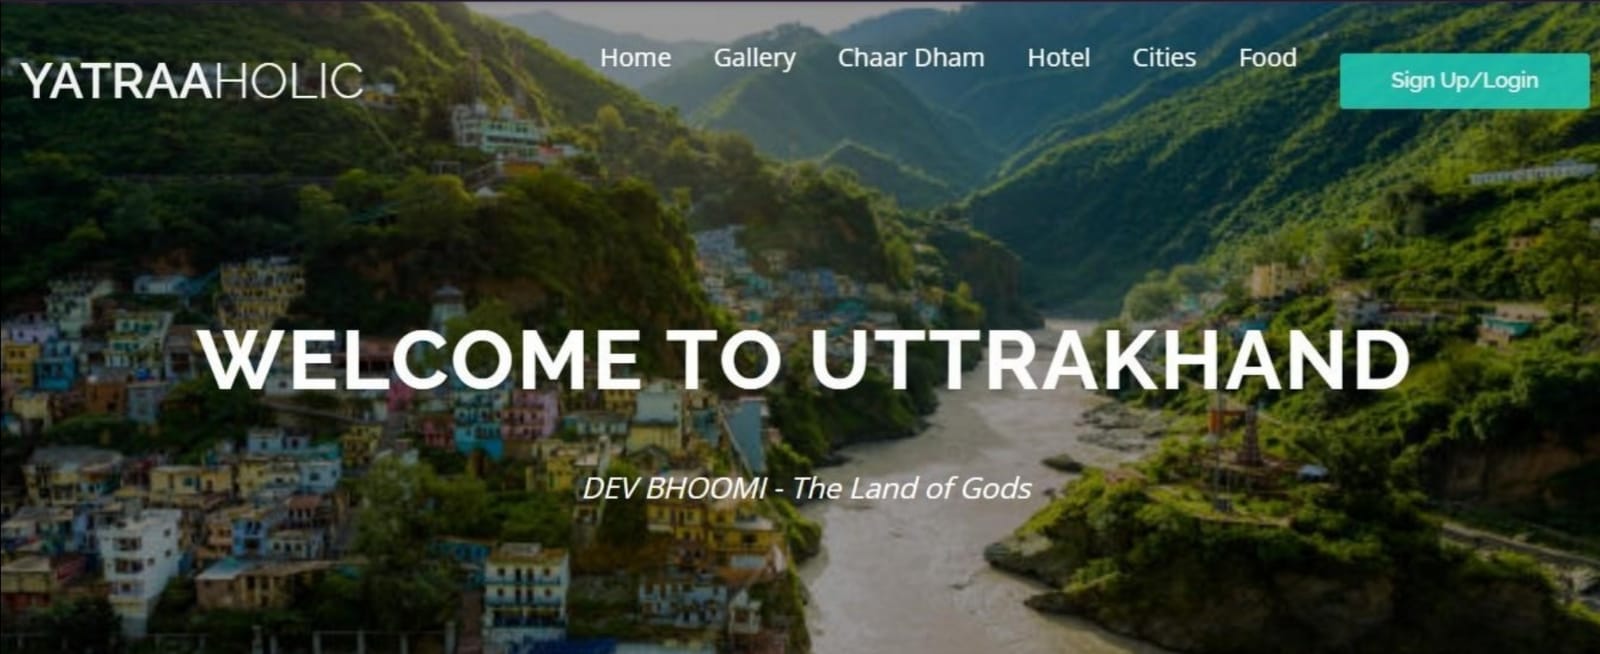 YATRAAHOLIC
Home Gallery Chaar Dham Hotel Cities Food
Sign Up/Login
WELCOME TO UTTRAKHAND
DEV BHOOMI - The Land of Gods